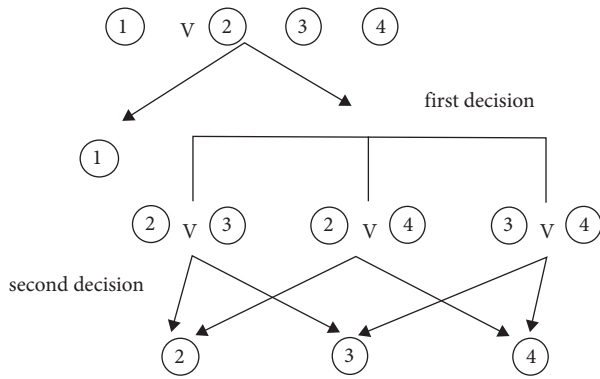 1 V 2 3 4
first decision
1
2 V 3 2 V 4 3 V 4
second decision
2 3 4